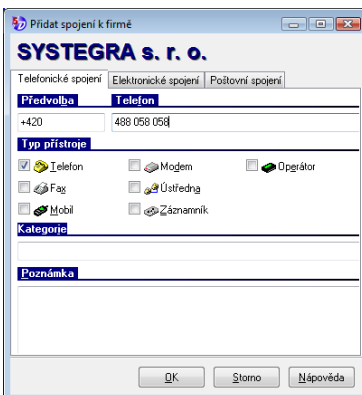 Přidat spojení k firmě
SYSTEGRA s. r. o.
Telefonické spojení Elektronické spojení Poštovní spojení
Předvolba Telefon
+420 488 058 058
Typ přístroje
Telefon Modem Operátor
Fax Ústředna
Mobil Záznamník
Kategorie
Poznámka
OK Storno Nápověda